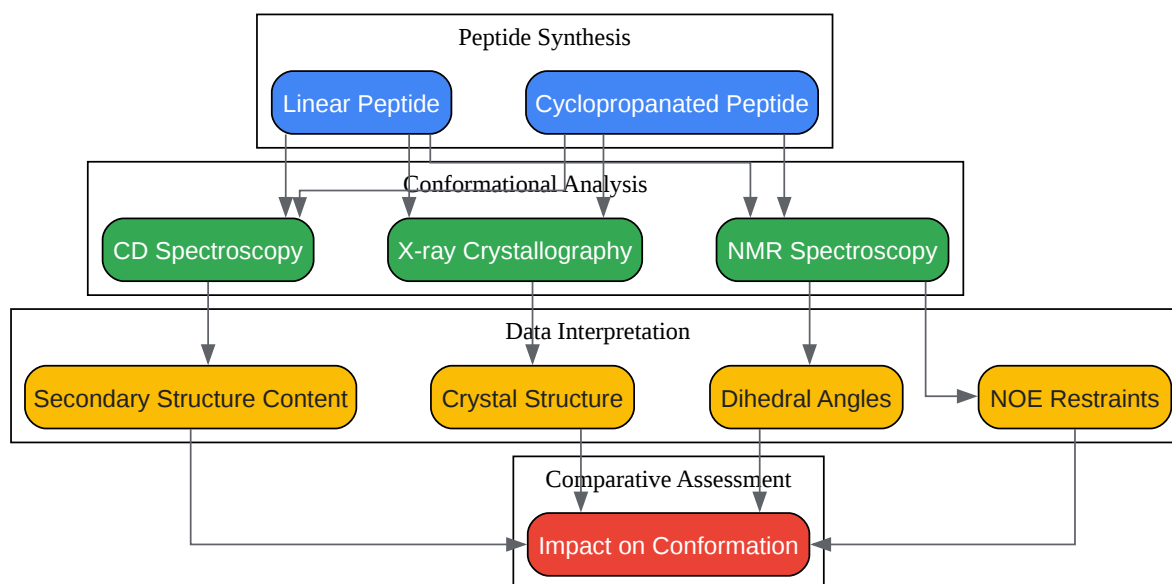 Peptide Synthesis
Linear Peptide
Cyclopropanated Peptide
Conformational Analysis
CD Spectroscopy
X-ray Crystallography
NMR Spectroscopy
Data Interpretation
Secondary Structure Content
Crystal Structure
Dihedral Angles
NOE Restraints
Comparative Assessment
Impact on Conformation